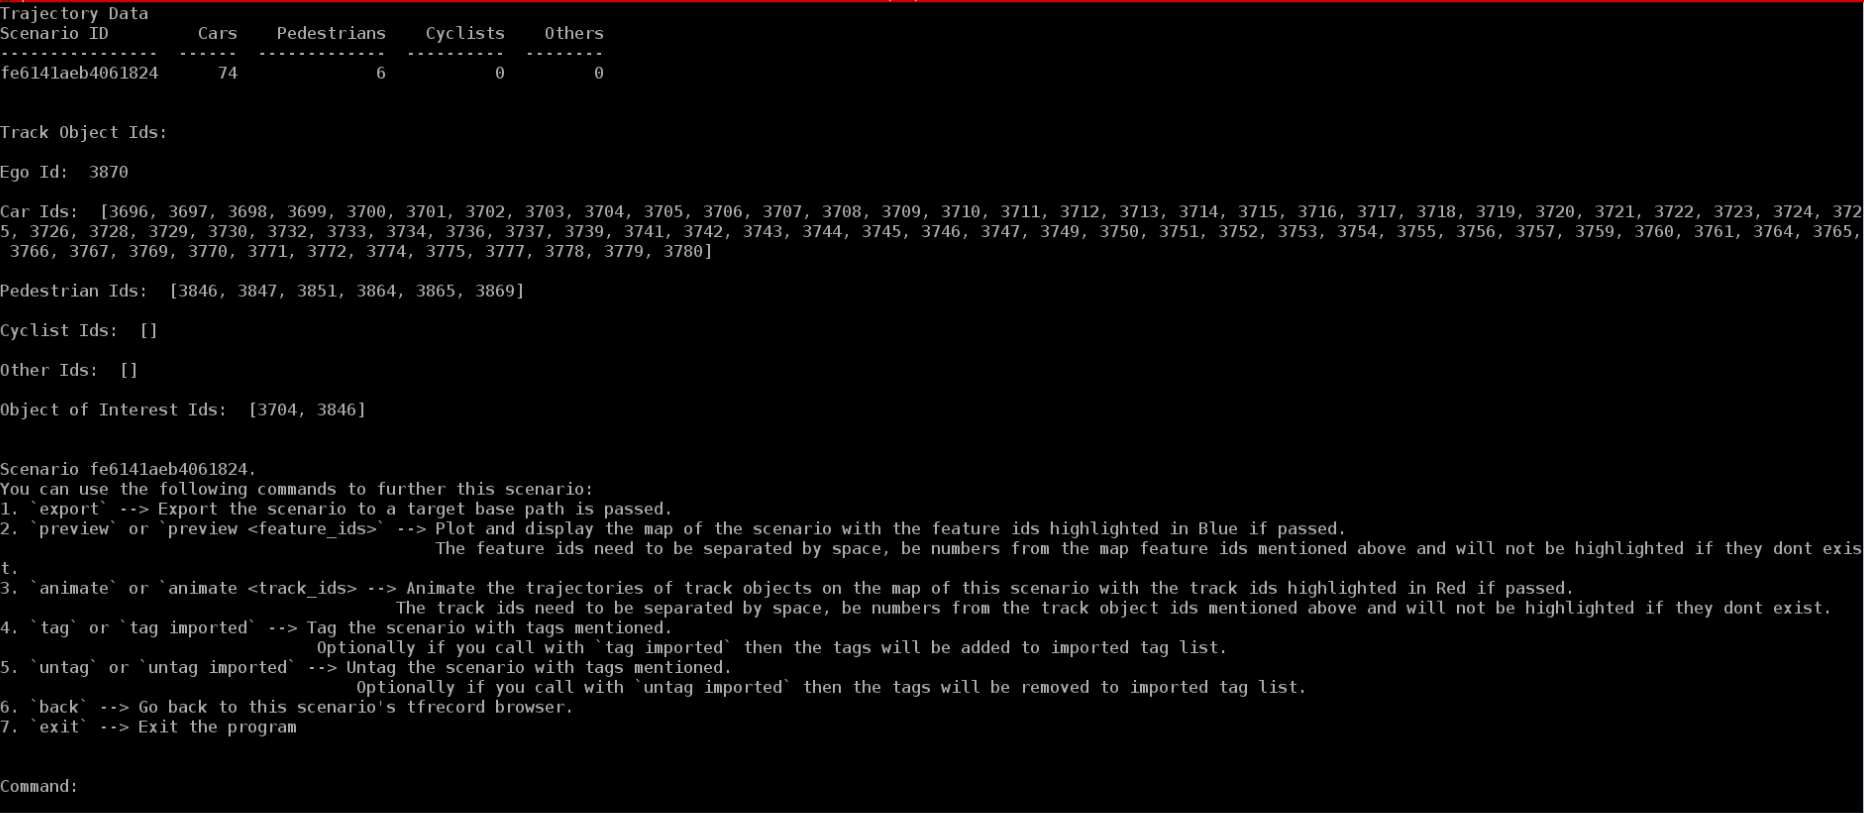 Trajectory Data
Scenario ID         Cars    Pedestrians    Cyclists    Others
----------------  ------  -------------  ----------  --------
fe6141aeb4061824      74              6           0         0
Track Object Ids:
Ego Id:  3870
Car Ids:  [3696, 3697, 3698, 3699, 3700, 3701, 3702, 3703, 3704, 3705, 3706, 3707, 3708, 3709, 3710, 3711, 3712, 3713, 3714, 3715, 3716, 3717, 3718, 3719, 3720, 3721, 3722, 3723, 3724, 372
5, 3726, 3728, 3729, 3730, 3732, 3733, 3734, 3736, 3737, 3739, 3741, 3742, 3743, 3744, 3745, 3746, 3747, 3749, 3750, 3751, 3752, 3753, 3754, 3755, 3756, 3757, 3759, 3760, 3761, 3764, 3765,
 3766, 3767, 3769, 3770, 3771, 3772, 3774, 3775, 3777, 3778, 3779, 3780]
Pedestrian Ids:  [3846, 3847, 3851, 3864, 3865, 3869]
Cyclist Ids:  []
Other Ids:  []
Object of Interest Ids:  [3704, 3846]
Scenario fe6141aeb4061824.
You can use the following commands to further this scenario:
1. `export` --> Export the scenario to a target base path is passed.
2. `preview` or `preview <feature_ids>` --> Plot and display the map of the scenario with the feature ids highlighted in Blue if passed.
The feature ids need to be separated by space, be numbers from the map feature ids mentioned above and will not be highlighted if they dont exis
t.
3. `animate` or `animate <track_ids> --> Animate the trajectories of track objects on the map of this scenario with the track ids highlighted in Red if passed.
The track ids need to be separated by space, be numbers from the track object ids mentioned above and will not be highlighted if they dont exist.
4. `tag` or `tag imported` --> Tag the scenario with tags mentioned.
Optionally if you call with `tag imported` then the tags will be added to imported tag list.
5. `untag` or `untag imported` --> Untag the scenario with tags mentioned.
Optionally if you call with `untag imported` then the tags will be removed to imported tag list.
6. `back` --> Go back to this scenario's tfrecord browser.
7. `exit` --> Exit the program
Command: